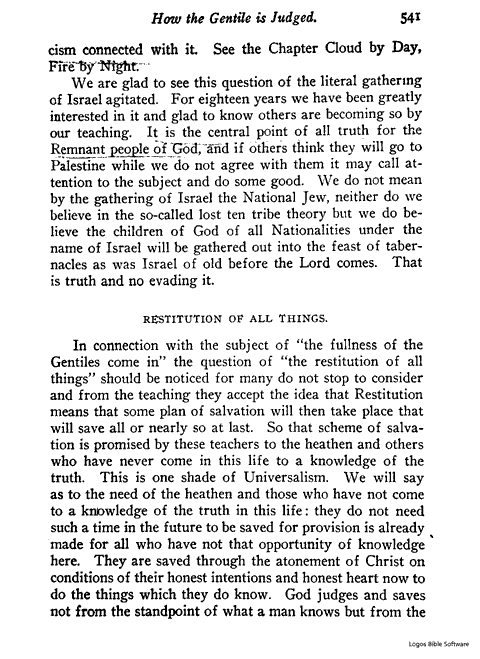 How the Gentile is Judged. 541
cism connected with it. See the Chapter Cloud by Day,
Fire by Night.
We are glad to see this question of the literal gathering
of Israel agitated. For eighteen years we have been greatly
interested in it and glad to know others are becoming so by
our teaching. It is the central point of all truth for the
Remnant people of God, and if others think they will go to
Palestine while we do not agree with them it may call at-
tention to the subject and do some good. We do not mean
by the gathering of Israel the National Jew, neither do we
believe in the so-called lost ten tribe theory but we do be-
lieve the children of God of all Nationalities under the
name of Israel will be gathered out into the feast of taber-
nacles as was Israel of old before the Lord comes. That
is truth and no evading it.
RESTITUTION OF ALL THINGS.
In connection with the subject of "the fullness of the
Gentiles come in" the question of "the restitution of all
things" should be noticed for many do not stop to consider
and from the teaching they accept the idea that Restitution
means that some plan of salvation will then take place that
will save all or nearly so at last. So that scheme of salva-
tion is promised by these teachers to the heathen and others
who have never come in this life to a knowledge of the
truth. This is one shade of Universalism. We will say
as to the need of the heathen and those who have not come
to a knowledge of the truth in this life: they do not need
such a time in the future to be saved for provision is already
made for all who have not that opportunity of knowledge
here. They are saved through the atonement of Christ on
conditions of their honest intentions and honest heart now to
do the things which they do know. God judges and saves
not from the standpoint of what a man knows but from the
Logos Bible Software